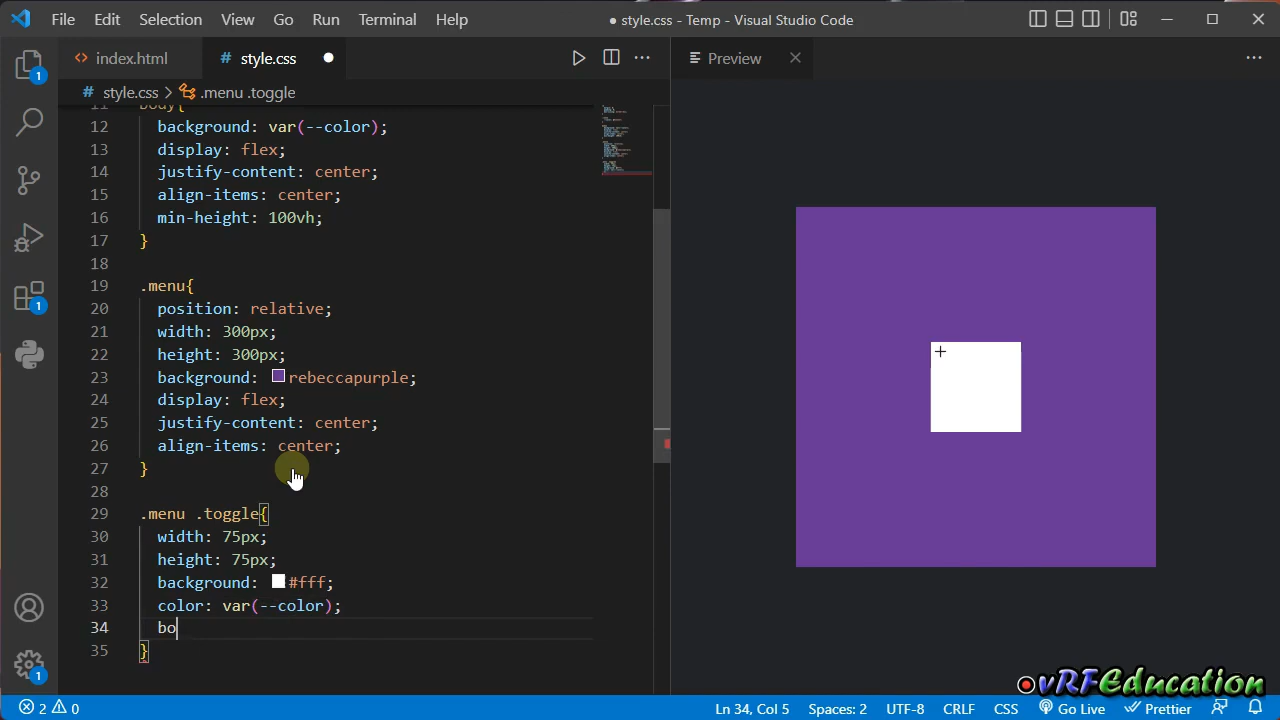 File Edit Selection View Go Run Terminal Help
● style.css - Temp - Visual Studio Code
<> index.html
# style.css ●
Preview
# style.css > .menu .toggle
11 body{
12 background: var(--color);
13 display: flex;
14 justify-content: center;
15 align-items: center;
16 min-height: 100vh;
17 }
18
19 .menu{
20 position: relative;
21 width: 300px;
22 height: 300px;
23 background: rebeccapurple;
24 display: flex;
25 justify-content: center;
26 align-items: center;
27 }
28
29 .menu .toggle{
30 width: 75px;
31 height: 75px;
32 background: #fff;
33 color: var(--color);
34 bo
35 }
1
1
1
vRFEducation
2 0
Ln 34, Col 5 Spaces: 2 UTF-8 CRLF CSS Go Live Prettier